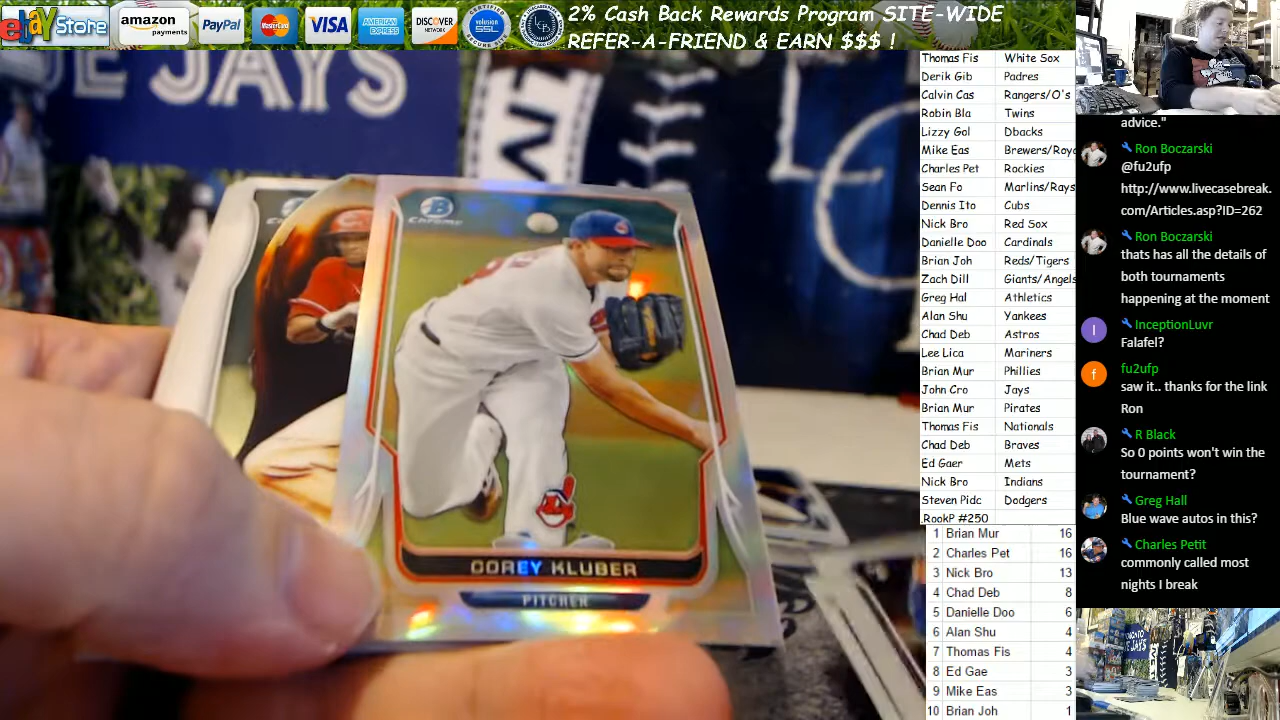 ebay Store
amazon payments
PayPal
MasterCard
VISA
AMERICAN EXPRESS
DISCOVER NETWORK
volusion SSL
2% Cash Back Rewards Program SITE-WIDE
REFER-A-FRIEND & EARN $$$ !
E JAYS
Chrome
COREY KLUBER
PITCHER
Thomas Fis White Sox
Derik Gib Padres
Calvin Cas Rangers/O's
Robin Bla Twins
Lizzy Gol Dbacks
Mike Eas Brewers/Roya
Charles Pet Rockies
Sean Fo Marlins/Rays
Dennis Ito Cubs
Nick Bro Red Sox
Danielle Doo Cardinals
Brian Joh Reds/Tigers
Zach Dill Giants/Angels
Greg Hal Athletics
Alan Shu Yankees
Chad Deb Astros
Lee Lica Mariners
Brian Mur Phillies
John Cro Jays
Brian Mur Pirates
Thomas Fis Nationals
Chad Deb Braves
Ed Gaer Mets
Nick Bro Indians
Steven Pidc Dodgers
.RookP #250
1 Brian Mur 16
2 Charles Pet 16
3 Nick Bro 13
4 Chad Deb 8
5 Danielle Doo 6
6 Alan Shu 4
7 Thomas Fis 4
8 Ed Gae 3
9 Mike Eas 3
10 Brian Joh 1
advice."
Ron Boczarski
@fu2ufp
http://www.livecasebreak.
com/Articles.asp?ID=262
Ron Boczarski
thats has all the details of
both tournaments
happening at the moment
I InceptionLuvr
Falafel?
f fu2ufp
saw it.. thanks for the link
Ron
R Black
So 0 points won't win the
tournament?
Greg Hall
Blue wave autos in this?
Charles Petit
commonly called most
nights I break